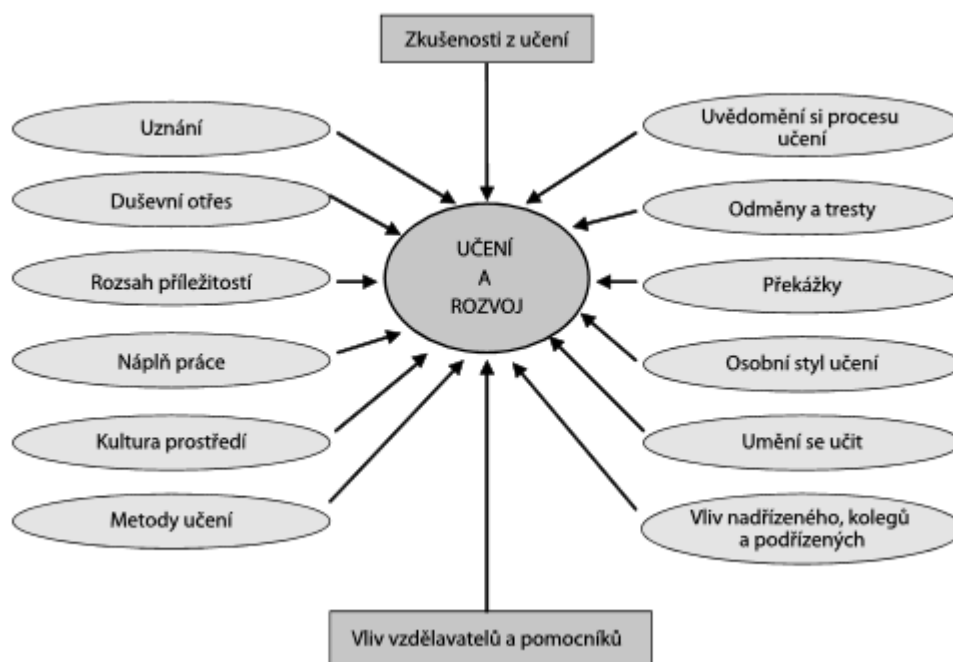 Zkušenosti z učení
Uznání
Duševní otřes
Rozsah příležitostí
Náplň práce
Kultura prostředí
Metody učení
UČENÍ
A
ROZVOJ
Uvědomění si procesu
učení
Odměny a tresty
Překážky
Osobní styl učení
Umění se učit
Vliv nadřízeného, kolegů
a podřízených
Vliv vzdělavatelů a pomocníků